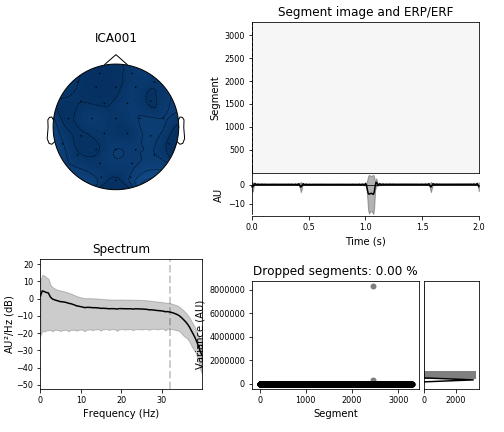 ICA001
Segment image and ERP/ERF
Segment
3000
2500
2000
1500
1000
500
AU
0
−10
0.0 0.5 1.0 1.5 2.0
Time (s)
Spectrum
AU²/Hz (dB)
20
10
0
−10
−20
−30
−40
−50
0 10 20 30
Frequency (Hz)
Dropped segments: 0.00 %
Variance (AU)
8000000
6000000
4000000
2000000
0
0 1000 2000 3000
Segment
0 2000